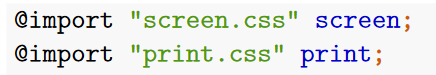 @import "screen.css" screen;
@import "print.css" print;